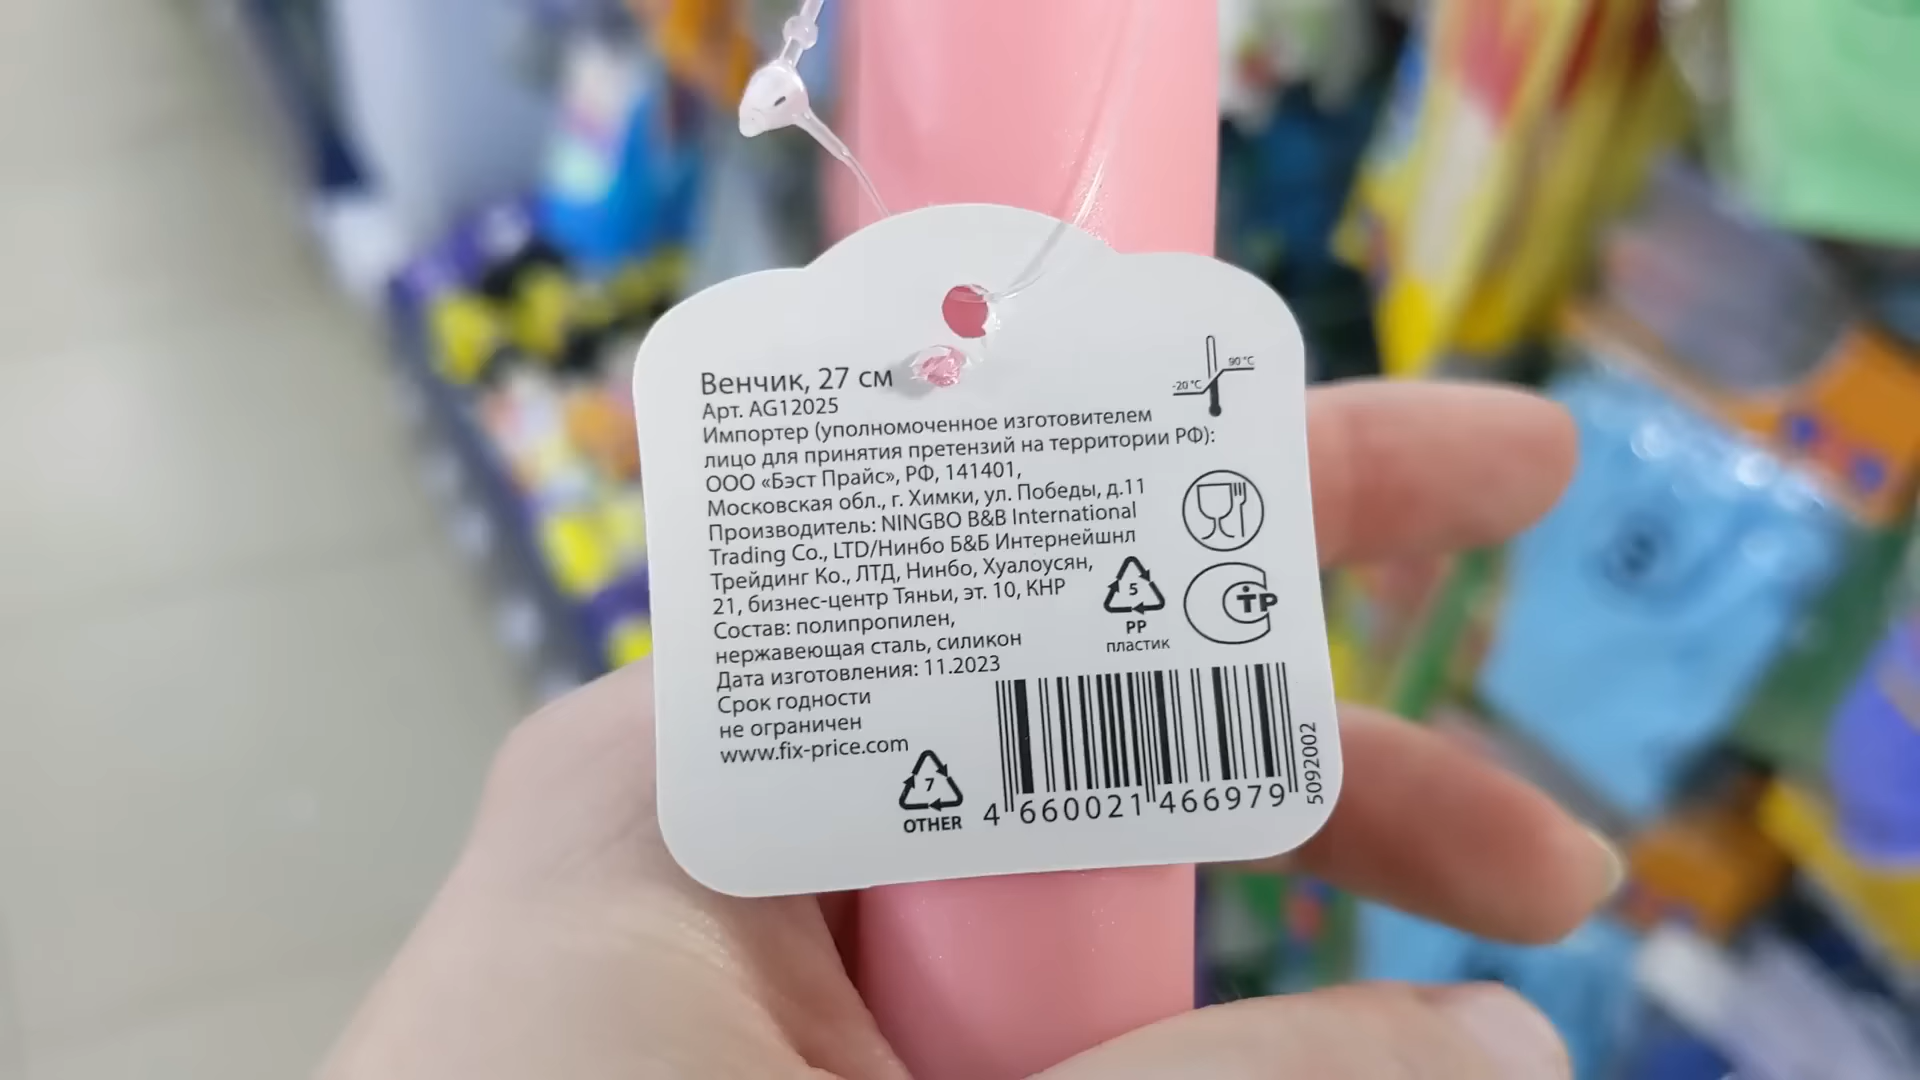 Венчик, 27 см
Арт. AG12025
Импортер (уполномоченное изготовителем
лицо для принятия претензий на территории РФ):
ООО «Бэст Прайс», РФ, 141401,
Московская обл., г. Химки, ул. Победы, д.11
Производитель: NINGBO B&B International
Trading Co., LTD/Нинбо Б&Б Интернейшнл
Трейдинг Ко., ЛТД, Нинбо, Хуалоусян,
21, бизнес-центр Тяньи, эт. 10, КНР
Состав: полипропилен,
нержавеющая сталь, силикон
Дата изготовления: 11.2023
Срок годности
не ограничен
www.fix-price.com
90 °C
-20 °C
5
PP
пластик
СТР
7
OTHER
4 660021 466979
5092002